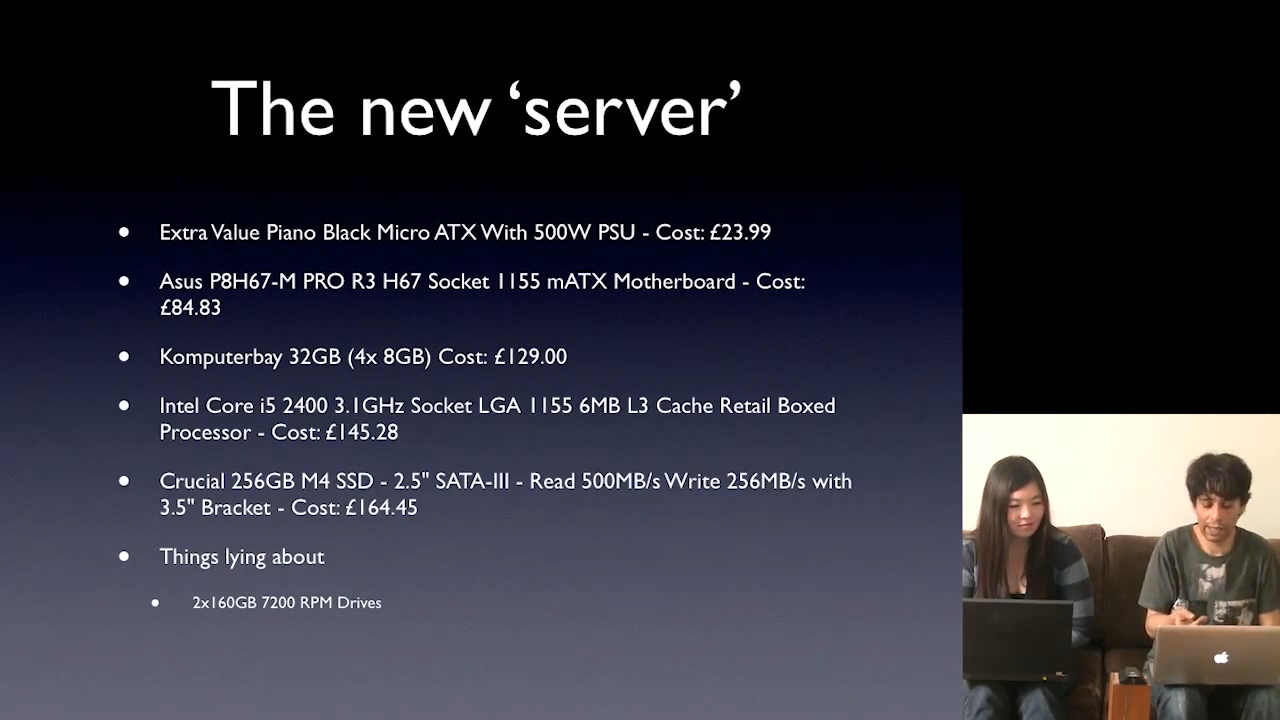 The new ‘server’
Extra Value Piano Black Micro ATX With 500W PSU - Cost: £23.99
Asus P8H67-M PRO R3 H67 Socket 1155 mATX Motherboard - Cost:
£84.83
Komputerbay 32GB (4x 8GB) Cost: £129.00
Intel Core i5 2400 3.1GHz Socket LGA 1155 6MB L3 Cache Retail Boxed
Processor - Cost: £145.28
Crucial 256GB M4 SSD - 2.5" SATA-III - Read 500MB/s Write 256MB/s with
3.5" Bracket - Cost: £164.45
Things lying about
2x160GB 7200 RPM Drives